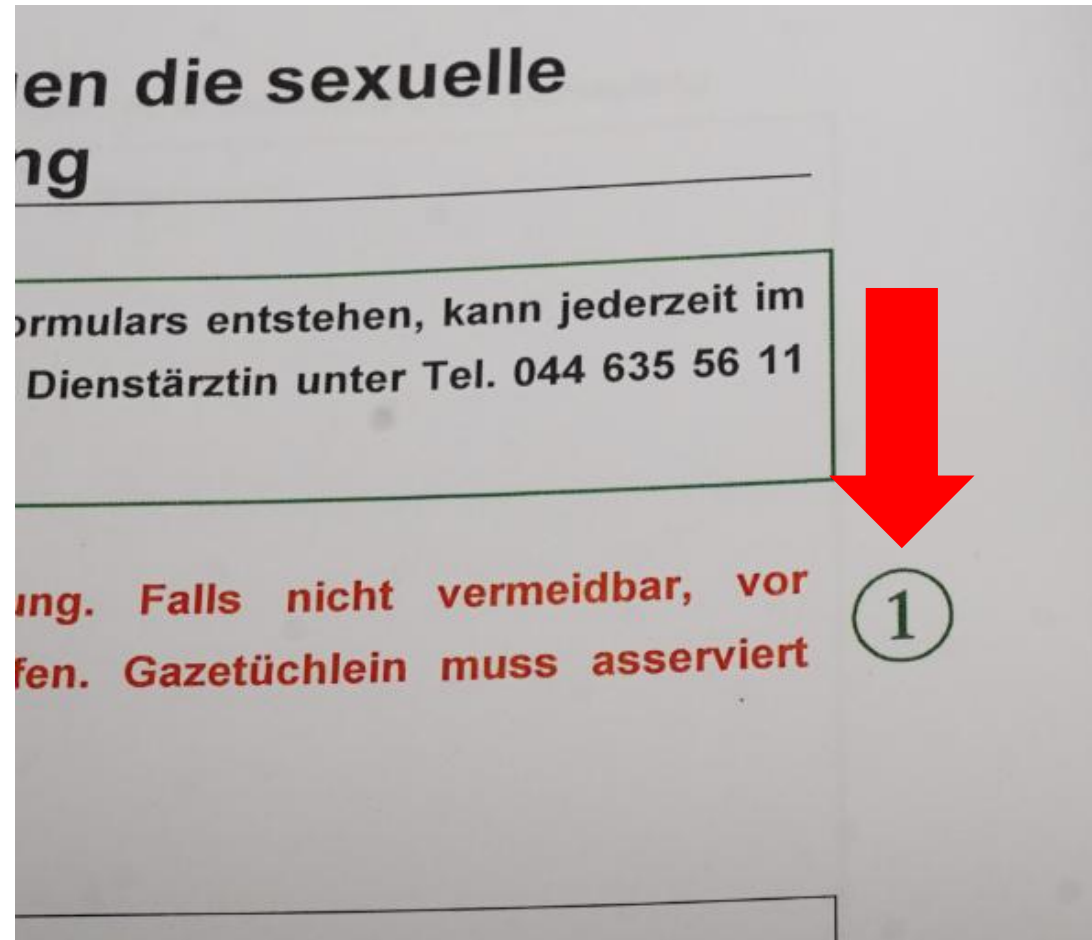 en die sexuelle
ng
ormulars entstehen, kann jederzeit im
Dienstärztin unter Tel. 044 635 56 11
ung. Falls nicht vermeidbar, vor
1
fen. Gazetüchlein muss asserviert